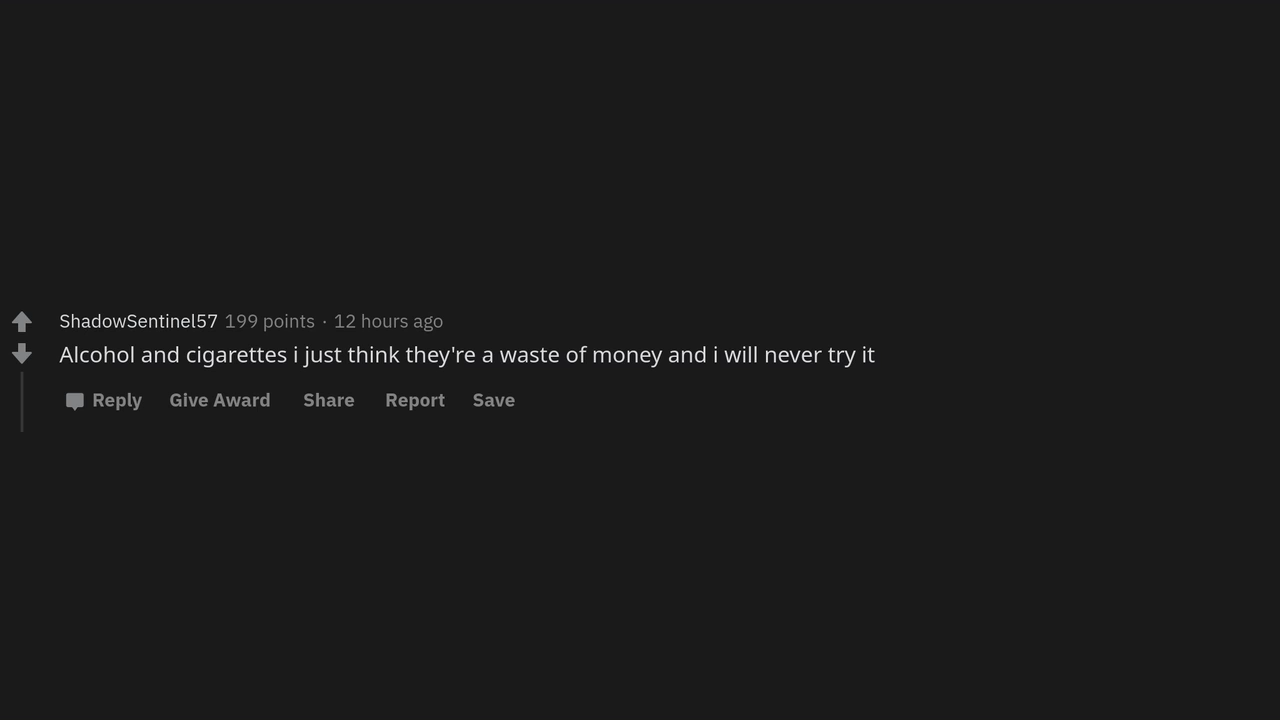 ShadowSentinel57 199 points · 12 hours ago
Alcohol and cigarettes i just think they're a waste of money and i will never try it
Reply Give Award Share Report Save